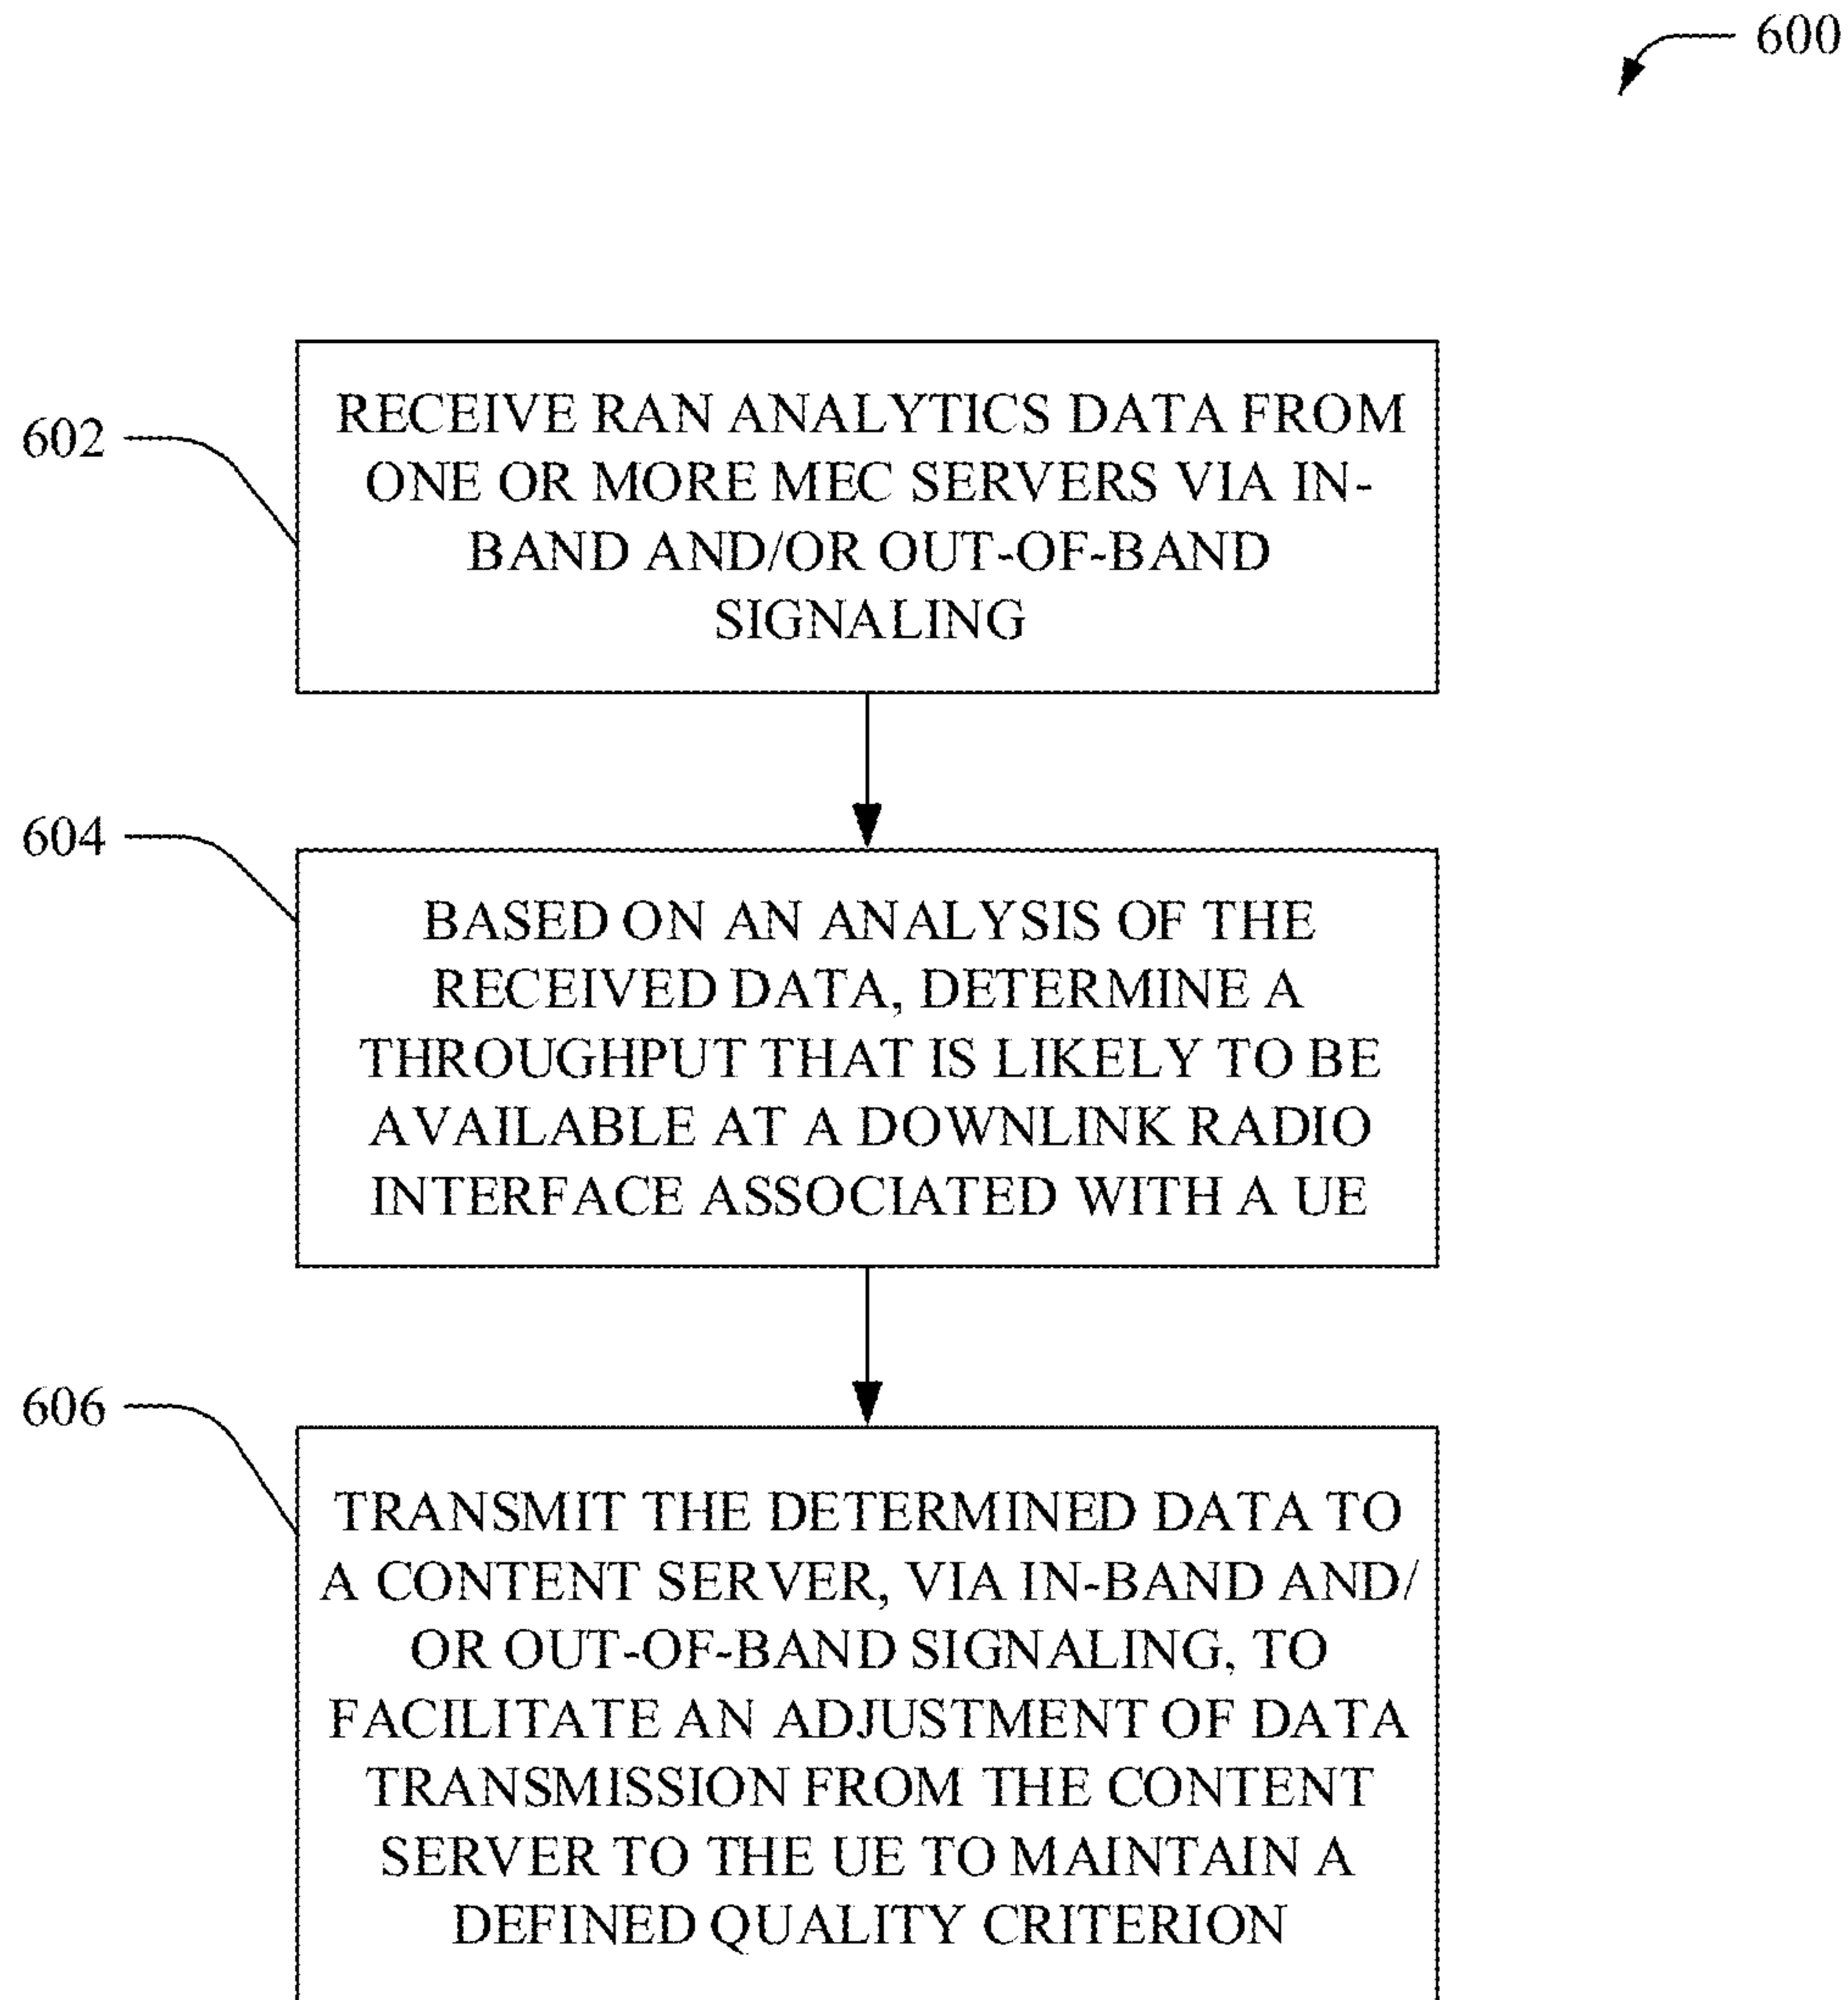 600
602
RECEIVE RAN ANALYTICS DATA FROM
ONE OR MORE MEC SERVERS VIA IN-
BAND AND/OR OUT-OF-BAND
SIGNALING
604
BASED ON AN ANALYSIS OF THE
RECEIVED DATA, DETERMINE A
THROUGHPUT THAT IS LIKELY TO BE
AVAILABLE AT A DOWNLINK RADIO
INTERFACE ASSOCIATED WITH A UE
606
TRANSMIT THE DETERMINED DATA TO
A CONTENT SERVER, VIA IN-BAND AND/
OR OUT-OF-BAND SIGNALING, TO
FACILITATE AN ADJUSTMENT OF DATA
TRANSMISSION FROM THE CONTENT
SERVER TO THE UE TO MAINTAIN A
DEFINED QUALITY CRITERION